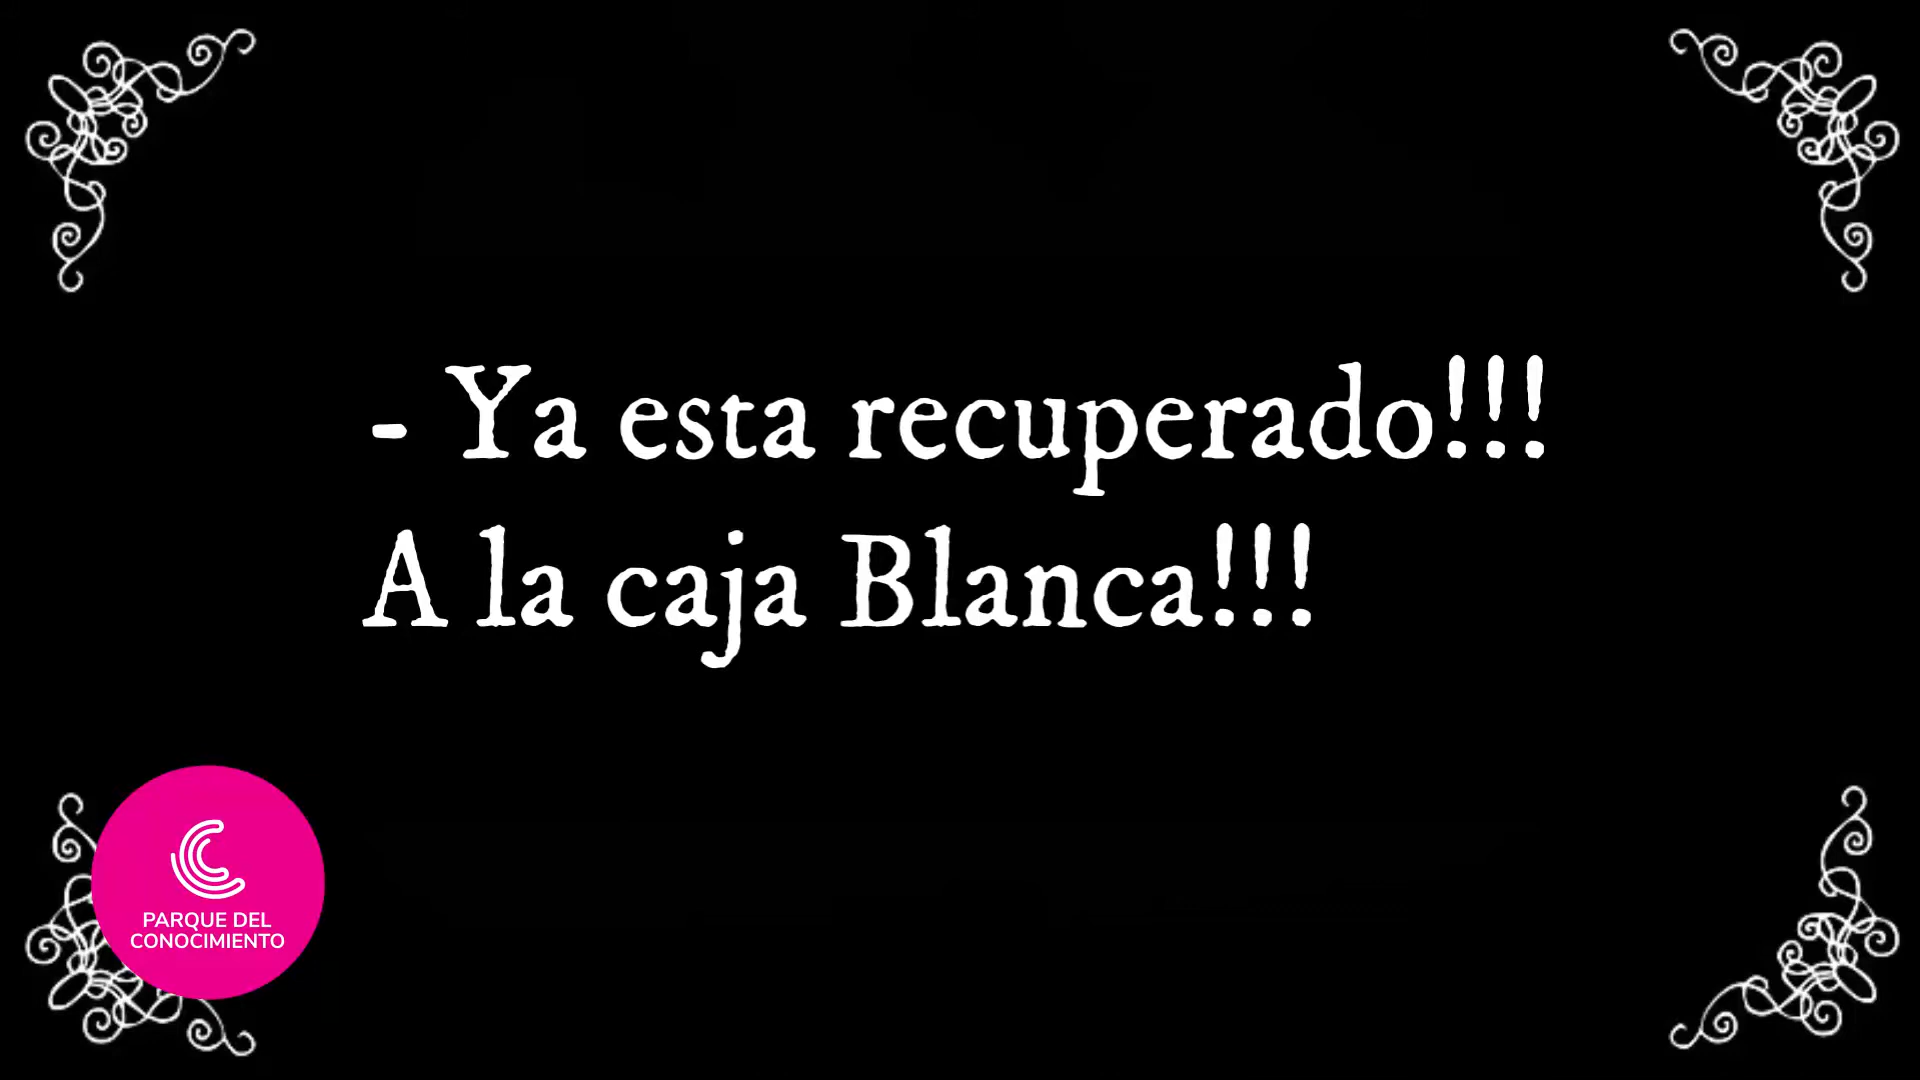 - Ya esta recuperado!!!
A la caja Blanca!!!
PARQUE DEL
CONOCIMIENTO